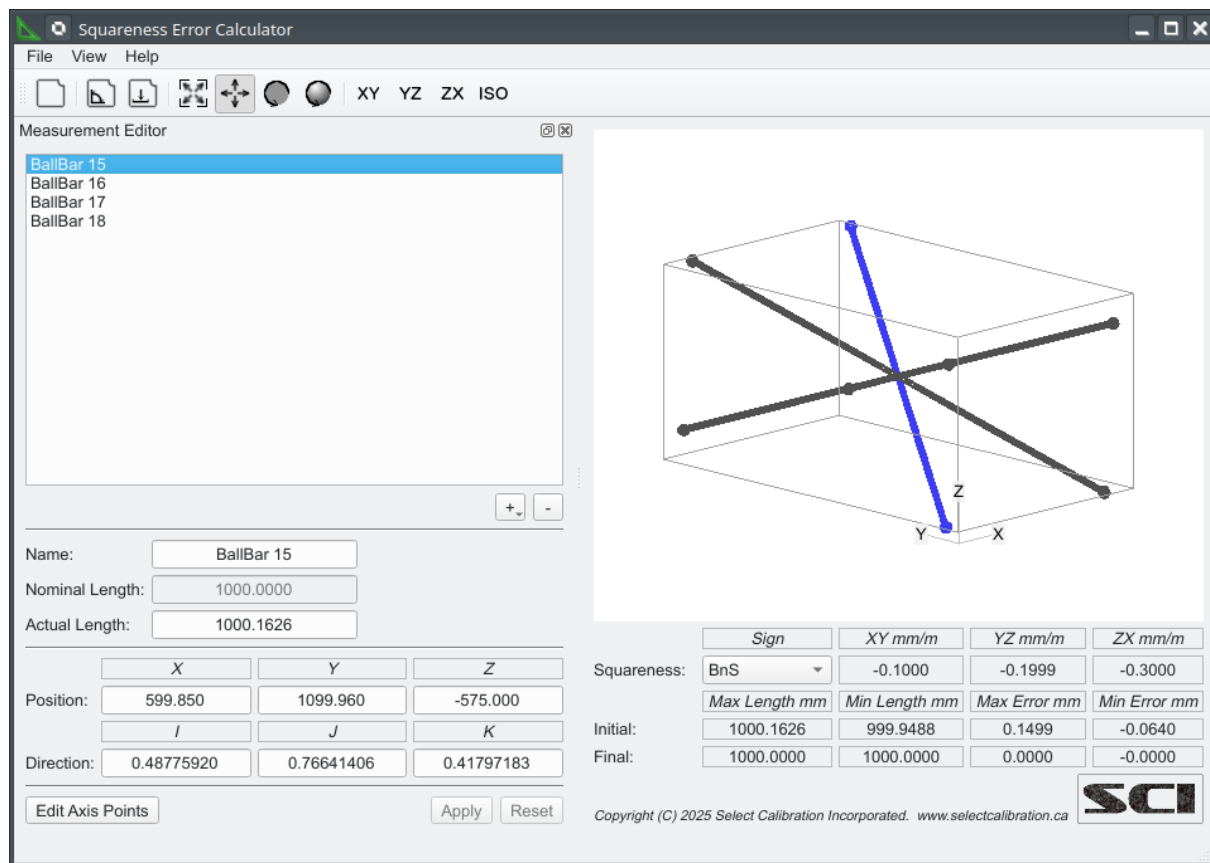 Squareness Error Calculator
File View Help
XY YZ ZX ISO
Measurement Editor
BallBar 15
BallBar 16
BallBar 17
BallBar 18
+ -
Name: BallBar 15
Nominal Length: 1000.0000
Actual Length: 1000.1626
X Y Z
Position: 599.850 1099.960 -575.000
I J K
Direction: 0.48775920 0.76641406 0.41797183
Edit Axis Points Apply Reset
Z
Y X
Sign XY mm/m YZ mm/m ZX mm/m
Squareness: BnS -0.1000 -0.1999 -0.3000
Max Length mm Min Length mm Max Error mm Min Error mm
Initial: 1000.1626 999.9488 0.1499 -0.0640
Final: 1000.0000 1000.0000 0.0000 -0.0000
Copyright (C) 2025 Select Calibration Incorporated. www.selectcalibration.ca
SCI